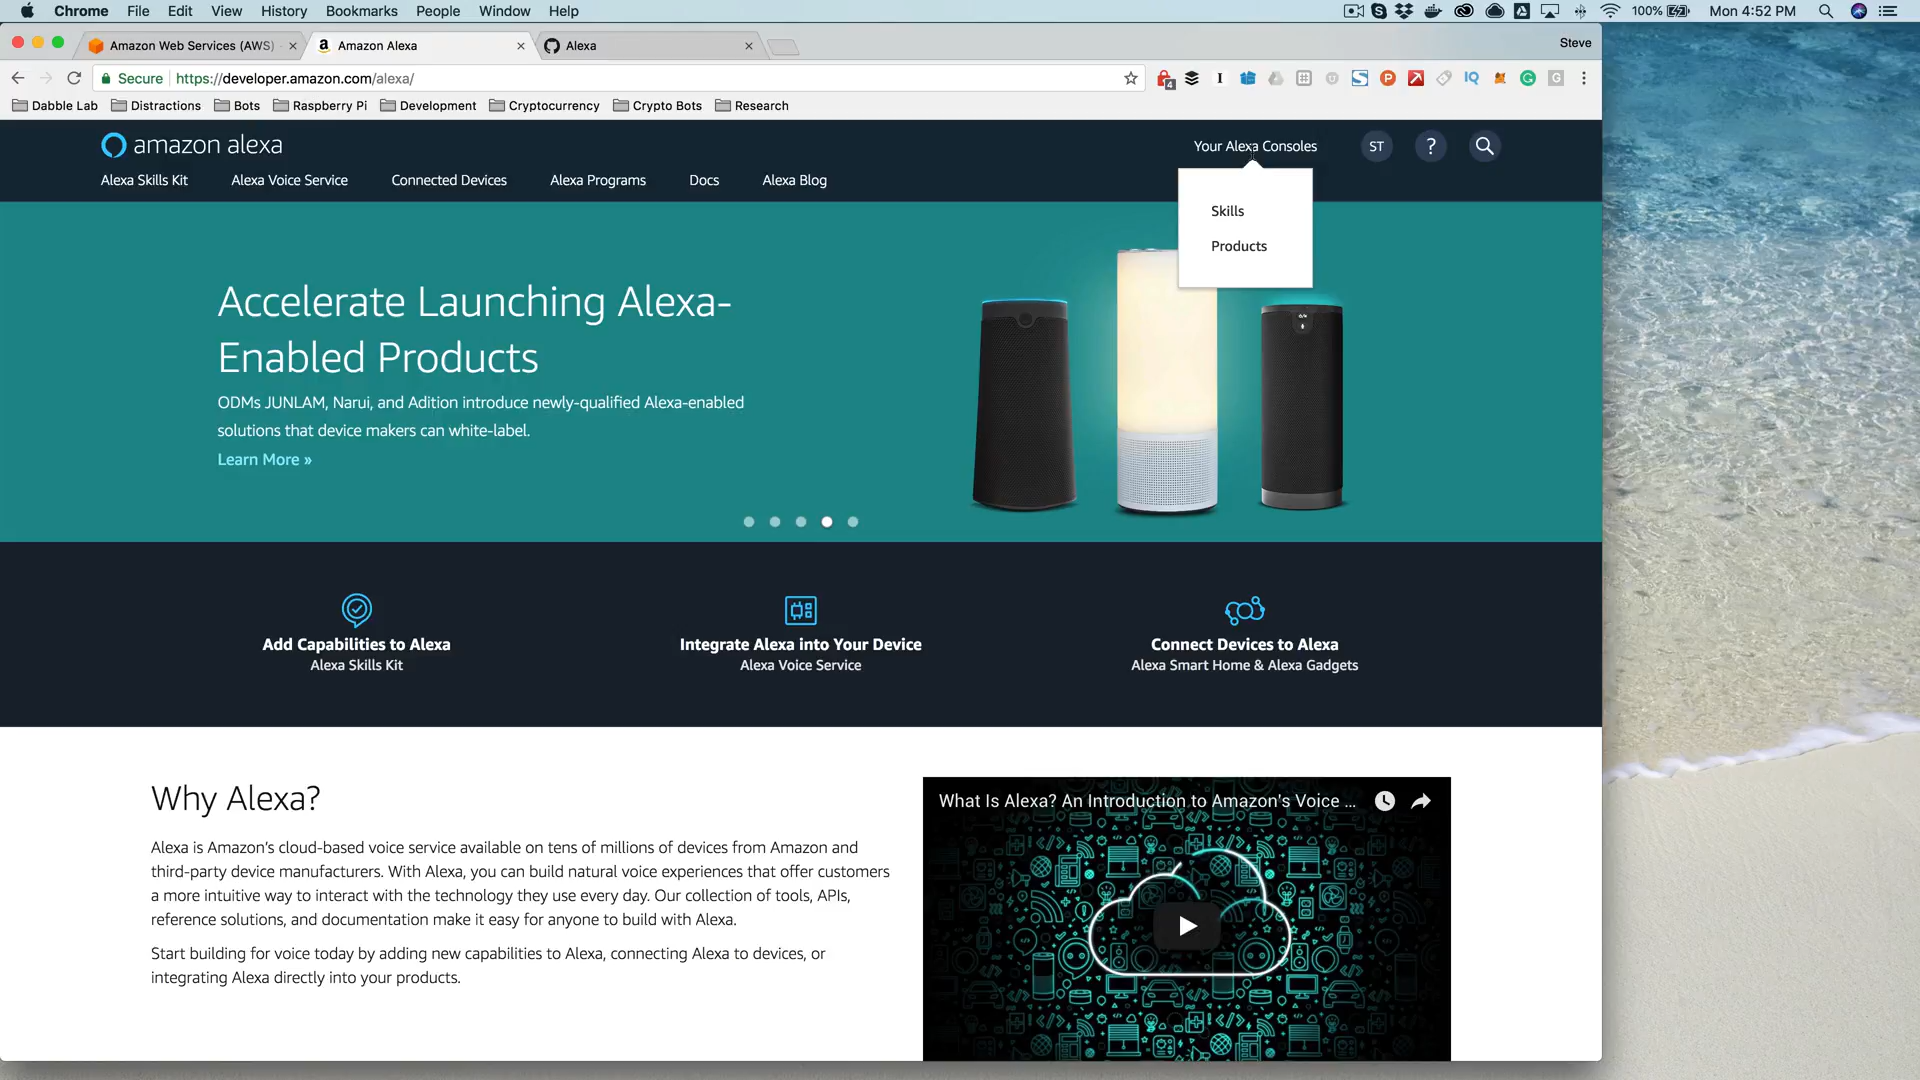 Chrome File Edit View History Bookmarks People Window Help 100% Mon 4:52 PM
Amazon Web Services (AWS) Amazon Alexa Alexa Steve
Secure https://developer.amazon.com/alexa/
Dabble Lab Distractions Bots Raspberry Pi Development Cryptocurrency Crypto Bots Research
amazon alexa
Your Alexa Consoles ST ?
Alexa Skills Kit Alexa Voice Service Connected Devices Alexa Programs Docs Alexa Blog
Skills
Products
Accelerate Launching Alexa-
Enabled Products
ODMs JUNLAM, Narui, and Adition introduce newly-qualified Alexa-enabled
solutions that device makers can white-label.
Learn More »
Add Capabilities to Alexa
Alexa Skills Kit
Integrate Alexa into Your Device
Alexa Voice Service
Connect Devices to Alexa
Alexa Smart Home & Alexa Gadgets
Why Alexa?
Alexa is Amazon's cloud-based voice service available on tens of millions of devices from Amazon and
third-party device manufacturers. With Alexa, you can build natural voice experiences that offer customers
a more intuitive way to interact with the technology they use every day. Our collection of tools, APIs,
reference solutions, and documentation make it easy for anyone to build with Alexa.
Start building for voice today by adding new capabilities to Alexa, connecting Alexa to devices, or
integrating Alexa directly into your products.
What Is Alexa? An Introduction to Amazon's Voice ...